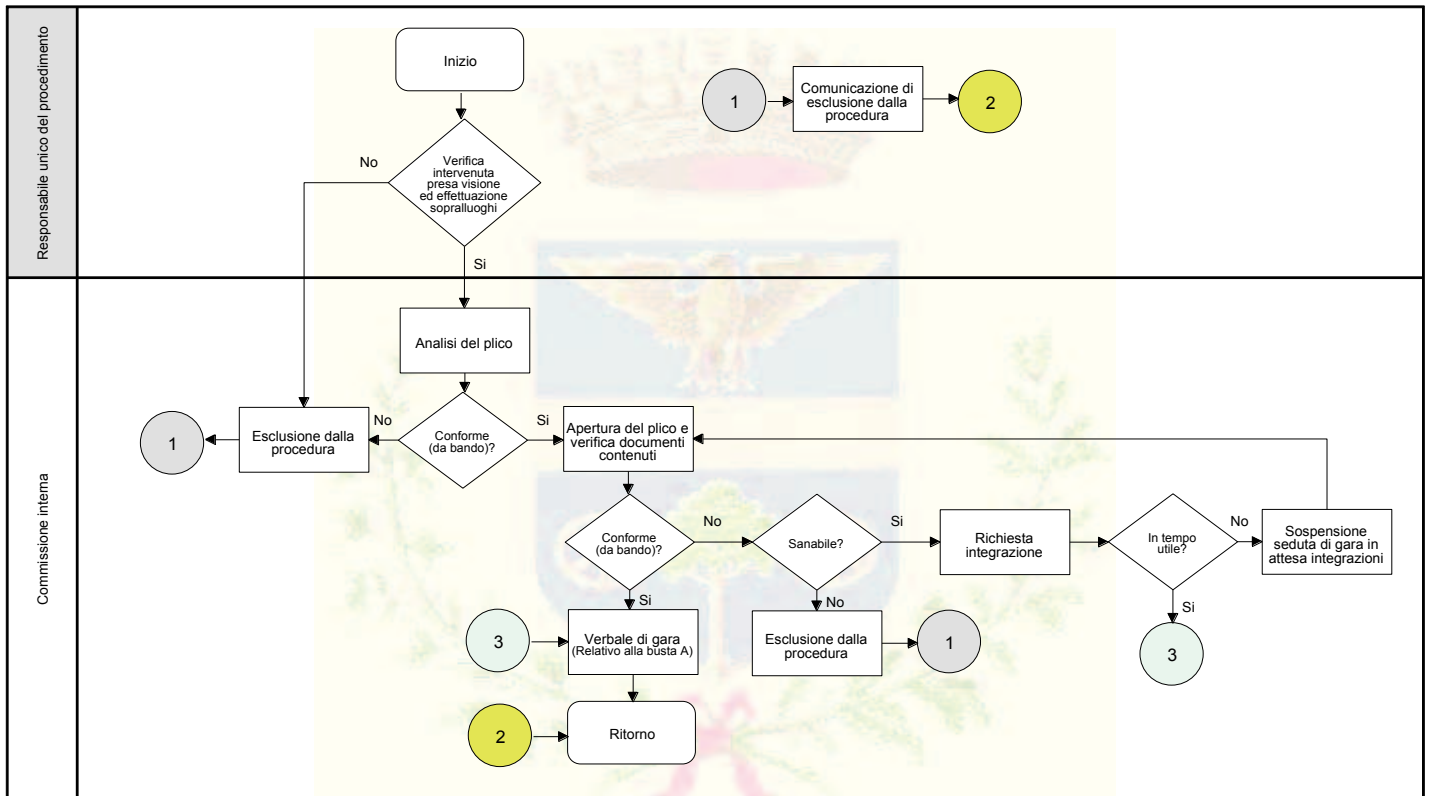 Responsabile unico del procedimento
Inizio
1
Comunicazione di
esclusione dalla
procedura
2
No
Verifica
intervenuta
presa visione
ed effettuazione
sopralluoghi
Si
Commissione interna
Analisi del plico
1
Esclusione dalla
procedura
No
Conforme
(da bando)?
Si
Apertura del plico e
verifica documenti
contenuti
Conforme
(da bando)?
No
Sanabile?
Si
Richiesta
integrazione
In tempo
utile?
No
Sospensione
seduta di gara in
attesa integrazioni
Si
No
Si
3
Verbale di gara
(Relativo alla busta A)
Esclusione dalla
procedura
1
3
2
Ritorno